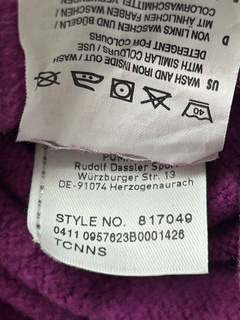 US WASH AND IRON INSIDE OUT / WASH
WITH SIMILAR COLOURS / USE
DETERGENT FOR COLOURS
D VON LINKS WASCHEN UND BÜGELN /
MIT ÄHNLICHEN FARBEN WASCHEN /
COLORWASCHMITTEL
40
PUMA
Rudolf Dassler Sport
Würzburger Str. 13
DE-91074 Herzogenaurach
STYLE NO. 817049
0411 0957623B0001426
TCNNS